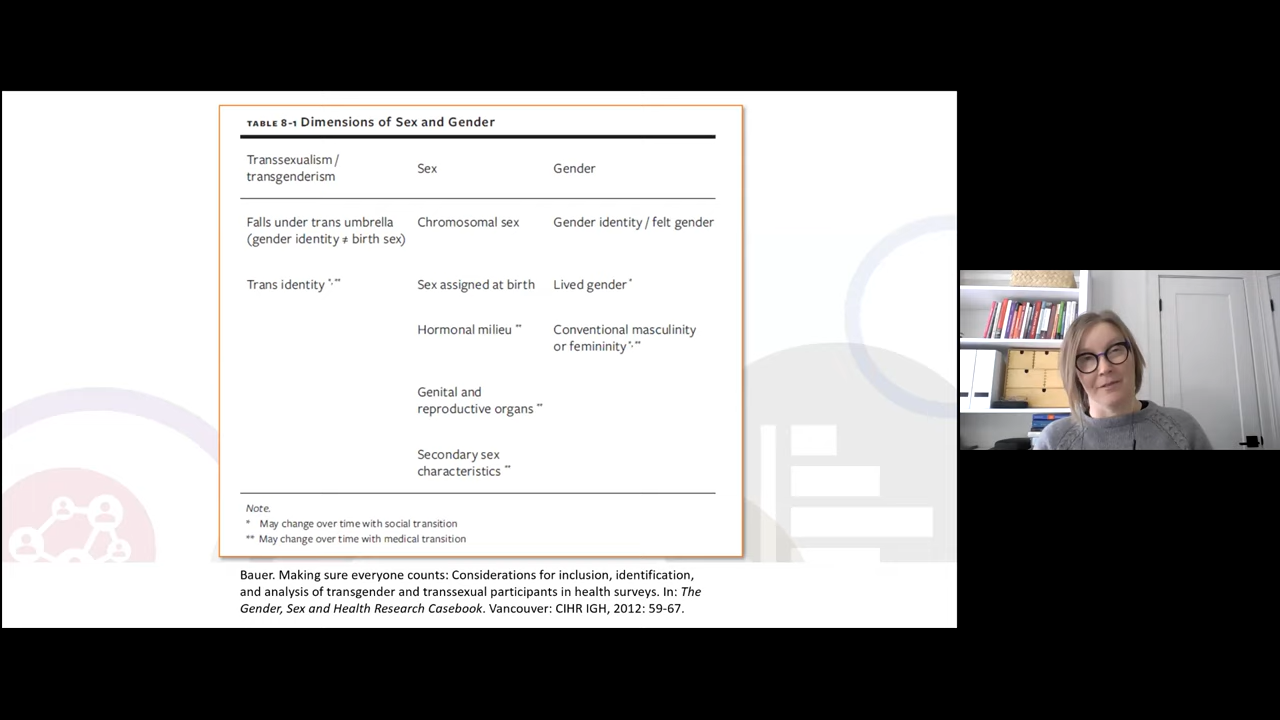 TABLE 8-1 Dimensions of Sex and Gender
Transsexualism /
transgenderism
Sex
Gender
Falls under trans umbrella
(gender identity ≠ birth sex)
Chromosomal sex
Gender identity / felt gender
Trans identity *,**
Sex assigned at birth
Lived gender *
Hormonal milieu **
Conventional masculinity
or femininity *,**
Genital and
reproductive organs **
Secondary sex
characteristics **
Note.
* May change over time with social transition
** May change over time with medical transition
Bauer. Making sure everyone counts: Considerations for inclusion, identification,
and analysis of transgender and transsexual participants in health surveys. In: The
Gender, Sex and Health Research Casebook. Vancouver: CIHR IGH, 2012: 59-67.